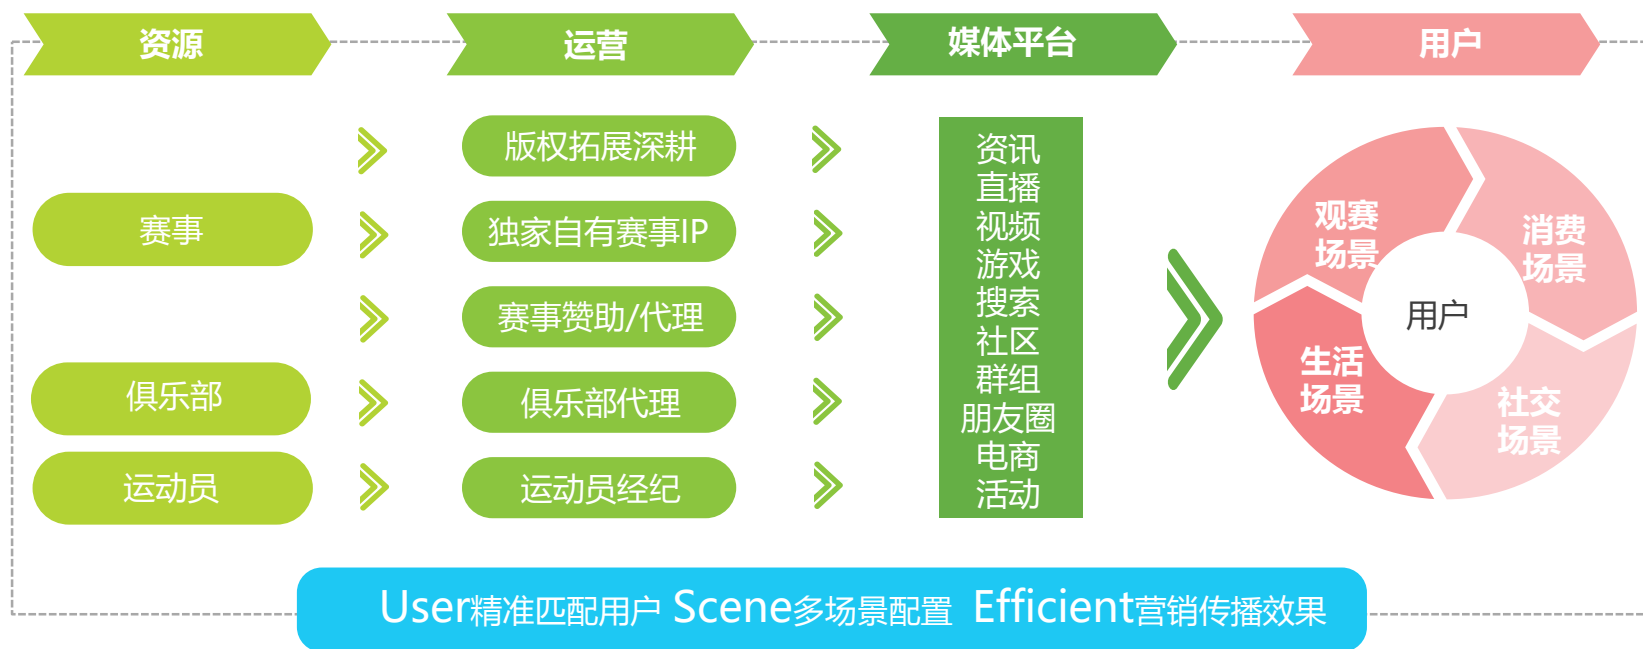 资源
运营
媒体平台
用户
赛事
俱乐部
运动员
版权拓展深耕
独家自有赛事IP
赛事赞助/代理
俱乐部代理
运动员经纪
资讯
直播
视频
游戏
搜索
社区
群组
朋友圈
电商
活动
观赛
场景
消费
场景
用户
生活
场景
社交
场景
User精准匹配用户 Scene多场景配置 Efficient营销传播效果